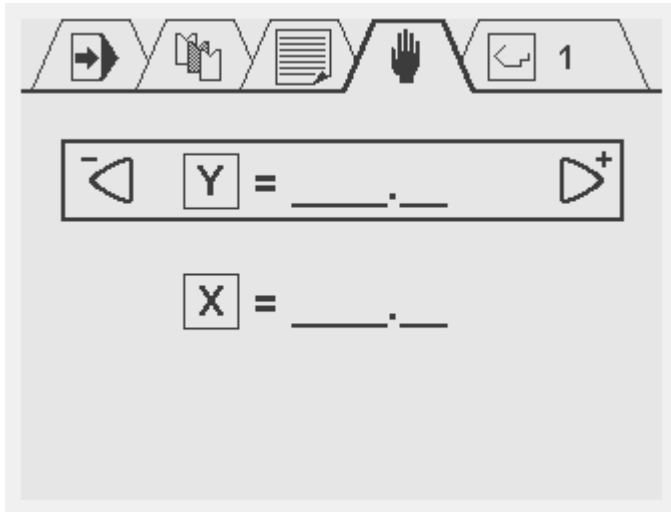 1
- Y = ____.__ +
X = ____.__